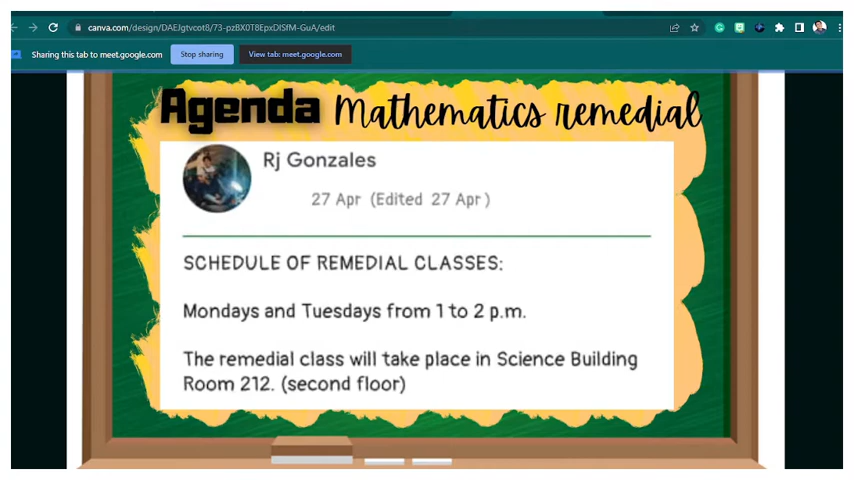 canva.com/design/DAEJgtvcot8/73-pzBX0T8EpxDISfM-GuA/edit
Sharing this tab to meet.google.com Stop sharing View tab: meet.google.com
Agenda Mathematics remedial
Rj Gonzales
27 Apr (Edited 27 Apr)
SCHEDULE OF REMEDIAL CLASSES:
Mondays and Tuesdays from 1 to 2 p.m.
The remedial class will take place in Science Building
Room 212. (second floor)